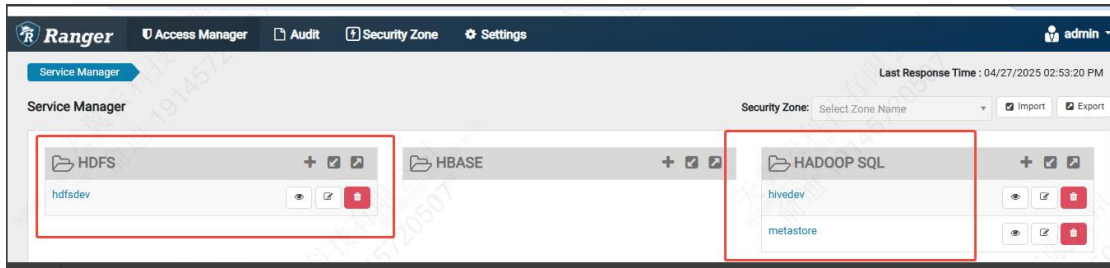 Ranger Access Manager Audit Security Zone Settings admin
Service Manager Last Response Time : 04/27/2025 02:53:20 PM
Service Manager Security Zone: Select Zone Name Import Export
HDFS HBASE HADOOP SQL
hdfsdev hivedev
metastore